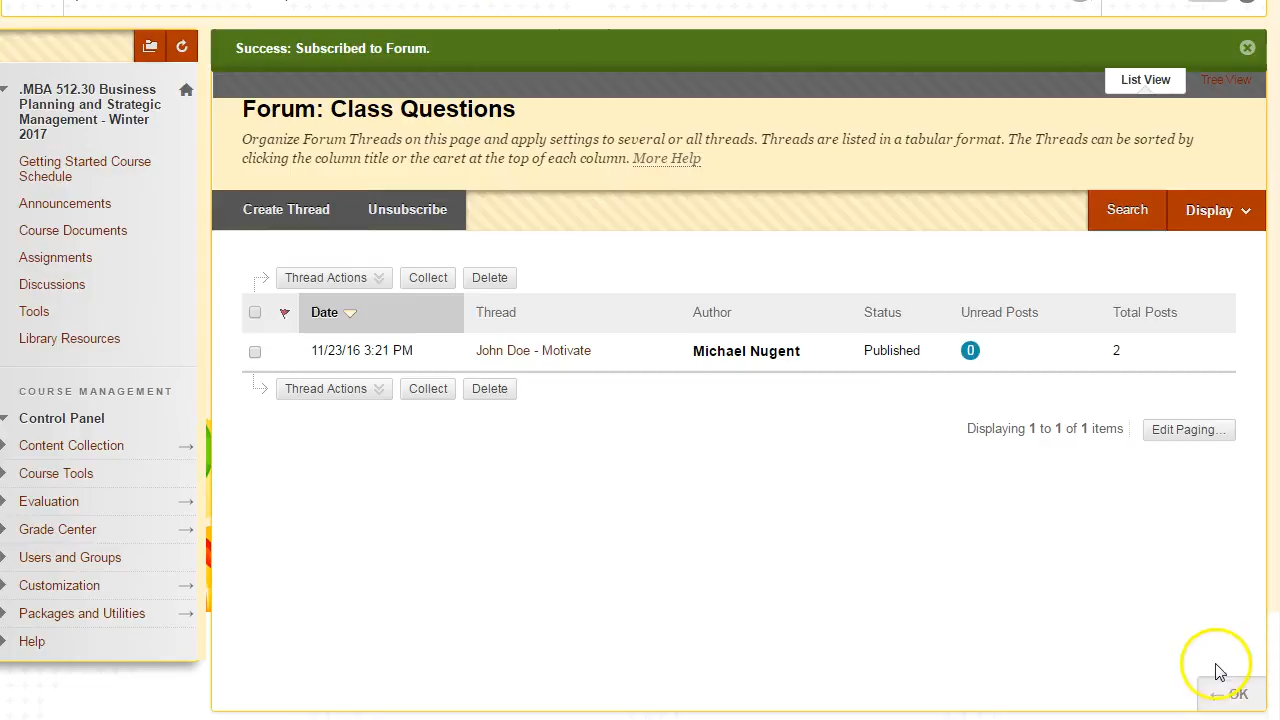 Success: Subscribed to Forum.
List View
Tree View
.MBA 512.30 Business
Planning and Strategic
Management - Winter
2017
Getting Started Course
Schedule
Announcements
Course Documents
Assignments
Discussions
Tools
Library Resources
COURSE MANAGEMENT
Control Panel
Content Collection
Course Tools
Evaluation
Grade Center
Users and Groups
Customization
Packages and Utilities
Help
Forum: Class Questions
Organize Forum Threads on this page and apply settings to several or all threads. Threads are listed in a tabular format. The Threads can be sorted by
clicking the column title or the caret at the top of each column. More Help
Create Thread Unsubscribe
Search Display
Thread Actions Collect Delete
Date Thread Author Status Unread Posts Total Posts
11/23/16 3:21 PM John Doe - Motivate Michael Nugent Published 0 2
Thread Actions Collect Delete
Displaying 1 to 1 of 1 items Edit Paging...
← OK